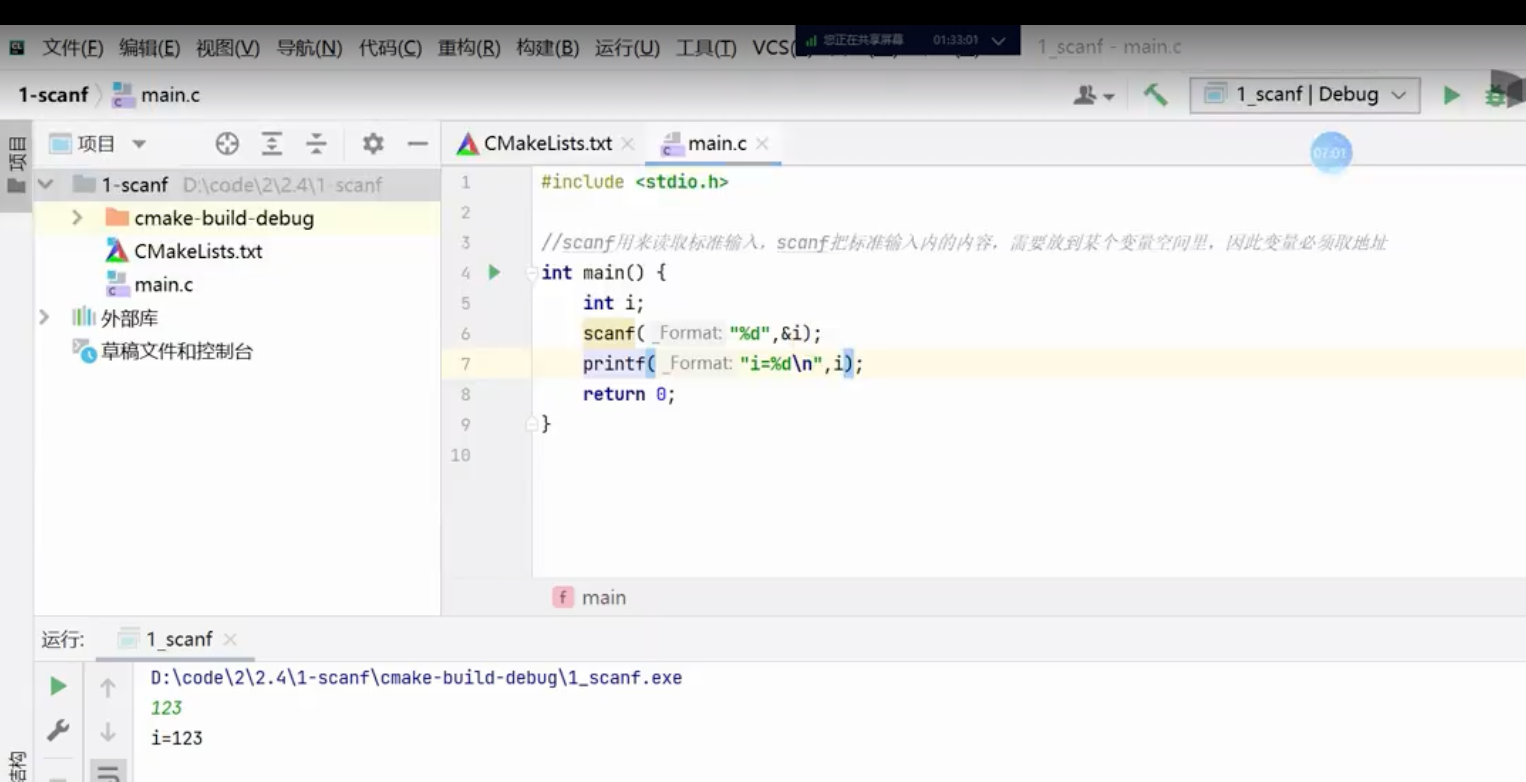 文件(F) 编辑(E) 视图(V) 导航(N) 代码(C) 重构(R) 构建(B) 运行(U) 工具(T) VCS( 您正在共享屏幕 01:33:01 1_scanf - main.c
1-scanf main.c 1_scanf | Debug
项目 项目 CMakeLists.txt main.c 07:01
1-scanf D:\code\2\2.4\1-scanf
cmake-build-debug
CMakeLists.txt
main.c
外部库
草稿文件和控制台
1 #include <stdio.h>
2
3 //scanf用来读取标准输入，scanf把标准输入内的内容，需要放到某个变量空间里，因此变量必须取地址
4 int main() {
5 int i;
6 scanf( _Format: "%d",&i);
7 printf( _Format: "i=%d\n",i);
8 return 0;
9 }
10
f main
运行: 1_scanf
D:\code\2\2.4\1-scanf\cmake-build-debug\1_scanf.exe
123
i=123
结构